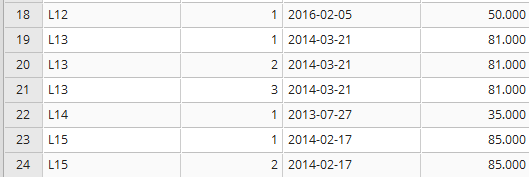 18 L12 1 2016-02-05 50.000
19 L13 1 2014-03-21 81.000
20 L13 2 2014-03-21 81.000
21 L13 3 2014-03-21 81.000
22 L14 1 2013-07-27 35.000
23 L15 1 2014-02-17 85.000
24 L15 2 2014-02-17 85.000